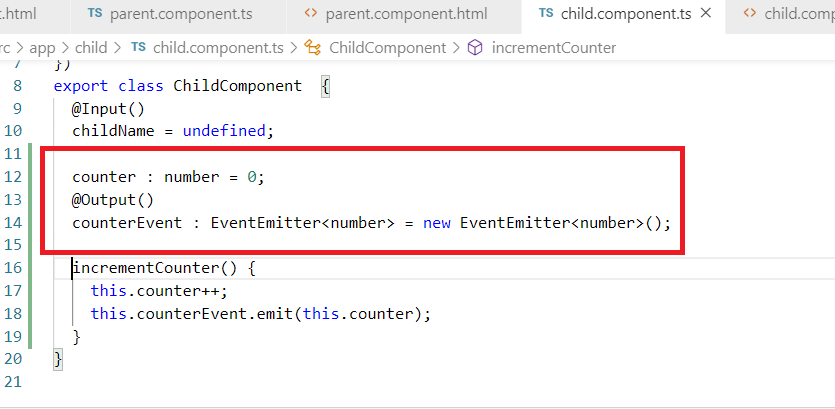 t.html
TS parent.component.ts
<> parent.component.html
TS child.component.ts ×
<> child.comp
rc > app > child > TS child.component.ts > ChildComponent > incrementCounter
7 })
8 export class ChildComponent {
9 @Input()
10 childName = undefined;
11
12 counter : number = 0;
13 @Output()
14 counterEvent : EventEmitter<number> = new EventEmitter<number>();
15
16 incrementCounter() {
17 this.counter++;
18 this.counterEvent.emit(this.counter);
19 }
20 }
21